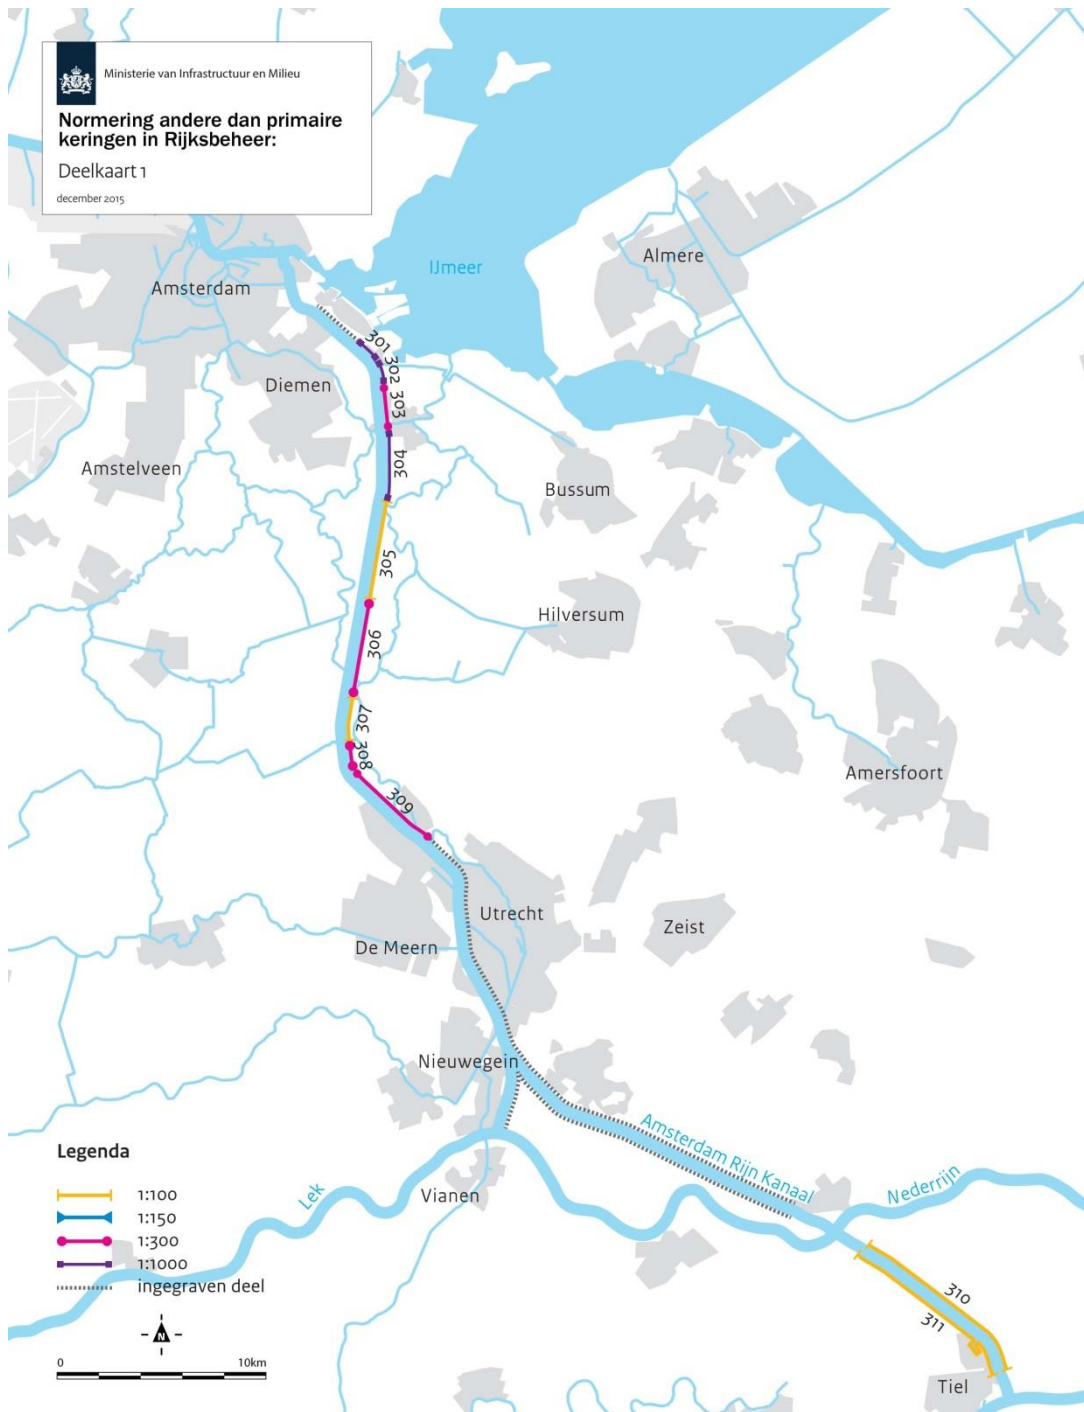 Ministerie van Infrastructuur en Milieu
Normering andere dan primaire
keringen in Rijksbeheer:
Deelkaart 1
december 2015
IJmeer
Almere
Amsterdam
301
302
Diemen
303
304
Amstelveen
Bussum
305
Hilversum
306
307
308
Amersfoort
309
Utrecht
Zeist
De Meern
Nieuwegein
Amsterdam Rijn Kanaal
Lek
Vianen
Nederrijn
310
311
Tiel
Legenda
1:100
1:150
1:300
1:1000
ingegraven deel
N
0 10km